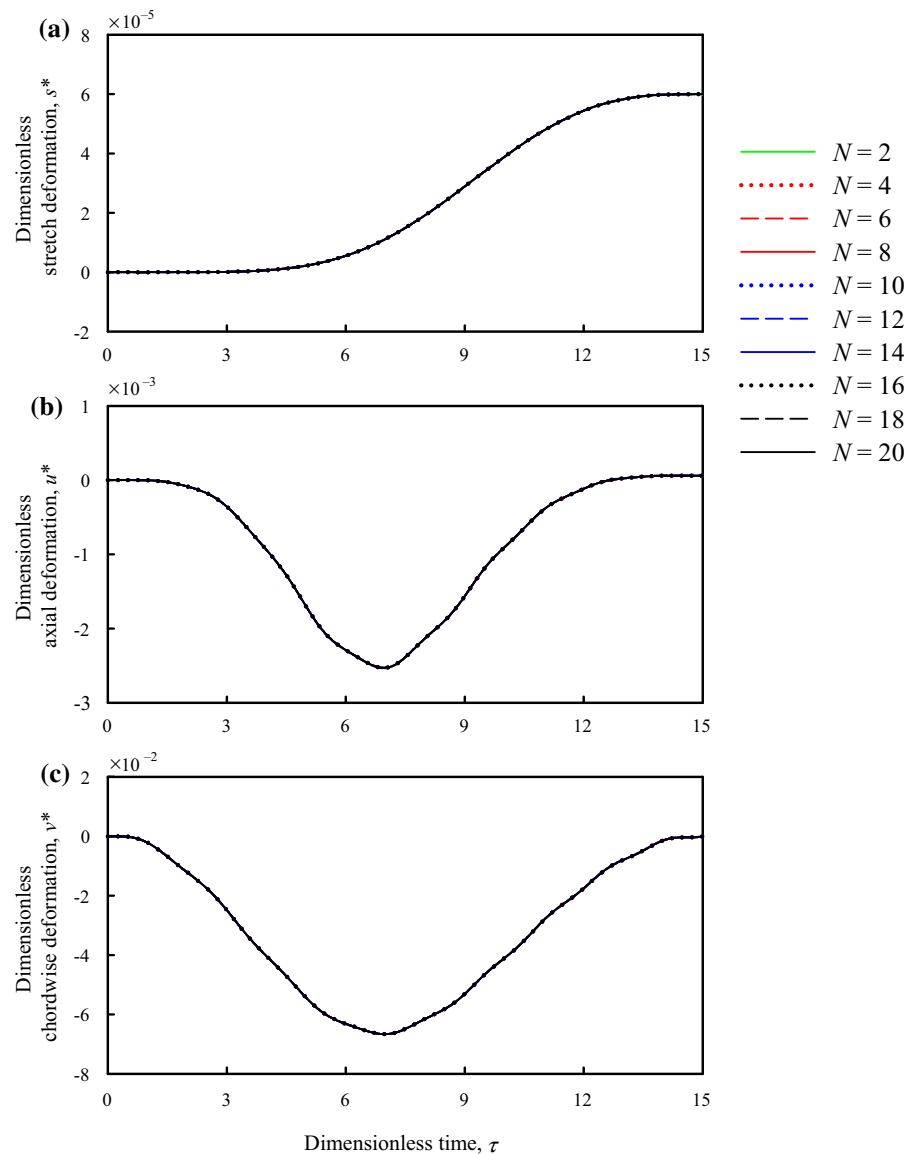 (a)
×10⁻⁵
8
6
4
2
0
-2
0 3 6 9 12 15
Dimensionless
stretch deformation, s*
(b)
×10⁻³
1
0
-1
-2
-3
0 3 6 9 12 15
Dimensionless
axial deformation, u*
(c)
×10⁻²
2
0
-2
-4
-6
-8
0 3 6 9 12 15
Dimensionless
chordwise deformation, v*
Dimensionless time, τ
N = 2
N = 4
N = 6
N = 8
N = 10
N = 12
N = 14
N = 16
N = 18
N = 20